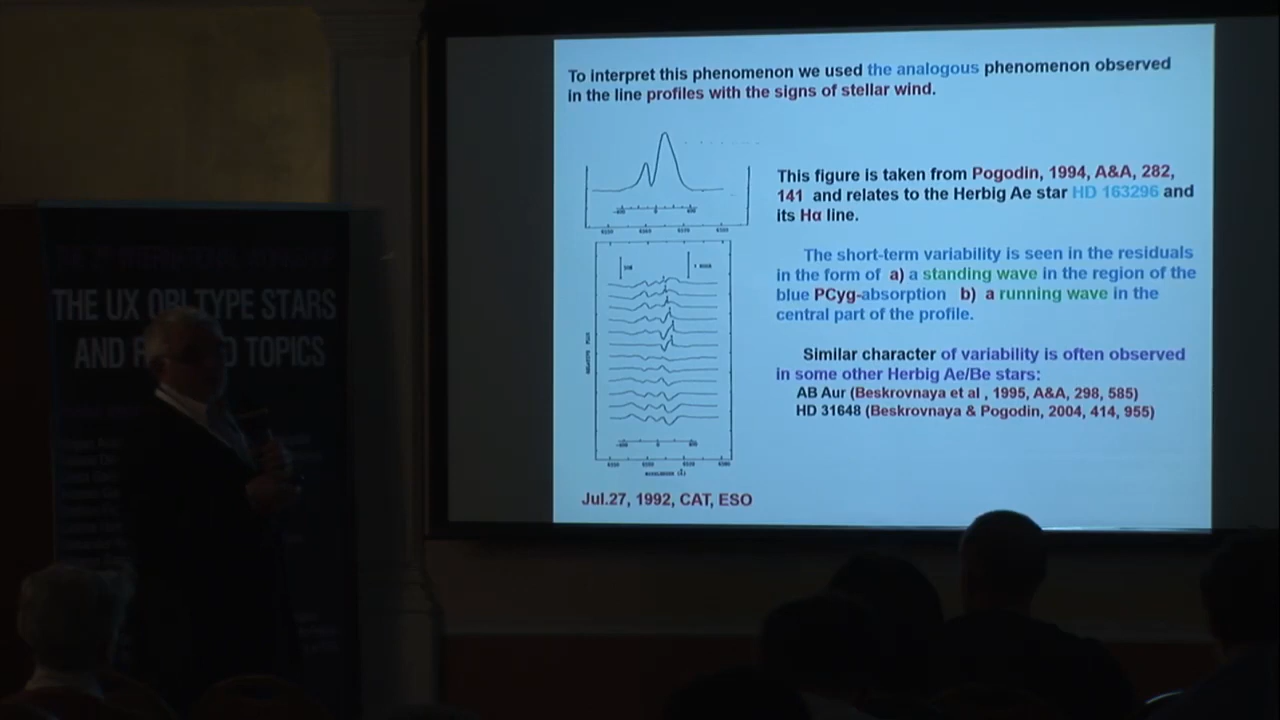 To interpret this phenomenon we used the analogous phenomenon observed
in the line profiles with the signs of stellar wind.
This figure is taken from Pogodin, 1994, A&A, 282,
141 and relates to the Herbig Ae star HD 163296 and
its Hα line.
The short-term variability is seen in the residuals
in the form of a) a standing wave in the region of the
blue PCyg-absorption b) a running wave in the
central part of the profile.
Similar character of variability is often observed
in some other Herbig Ae/Be stars:
AB Aur (Beskrovnaya et al , 1995, A&A, 298, 585)
HD 31648 (Beskrovnaya & Pogodin, 2004, 414, 955)
Jul.27, 1992, CAT, ESO
THE UX ORI TYPE STARS
AND TOPICS